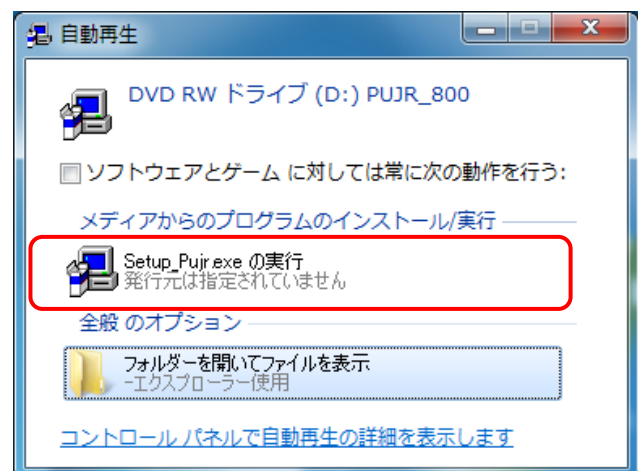 自動再生
DVD RW ドライブ (D:) PUJR_800
ソフトウェアとゲーム に対しては常に次の動作を行う:
メディアからのプログラムのインストール/実行
Setup_Pujr.exe の実行
発行元は指定されていません
全般 のオプション
フォルダーを開いてファイルを表示
-エクスプローラー使用
コントロール パネルで自動再生の詳細を表示します